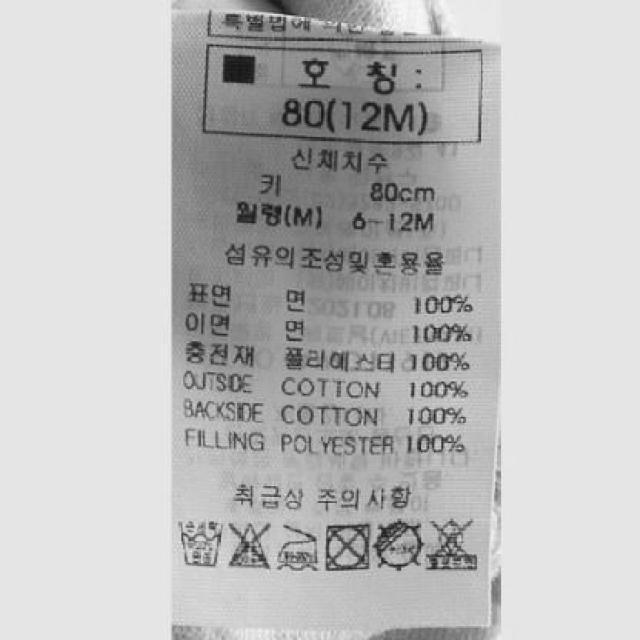 호 칭 :
80(12M)
신체치수
키 80cm
월령(M) 6-12M
섬유의조성및혼용율
표면 면 100%
이면 면 100%
충전재 폴리에스터 100%
OUTSIDE COTTON 100%
BACKSIDE COTTON 100%
FILLING POLYESTER 100%
취급상 주의사항